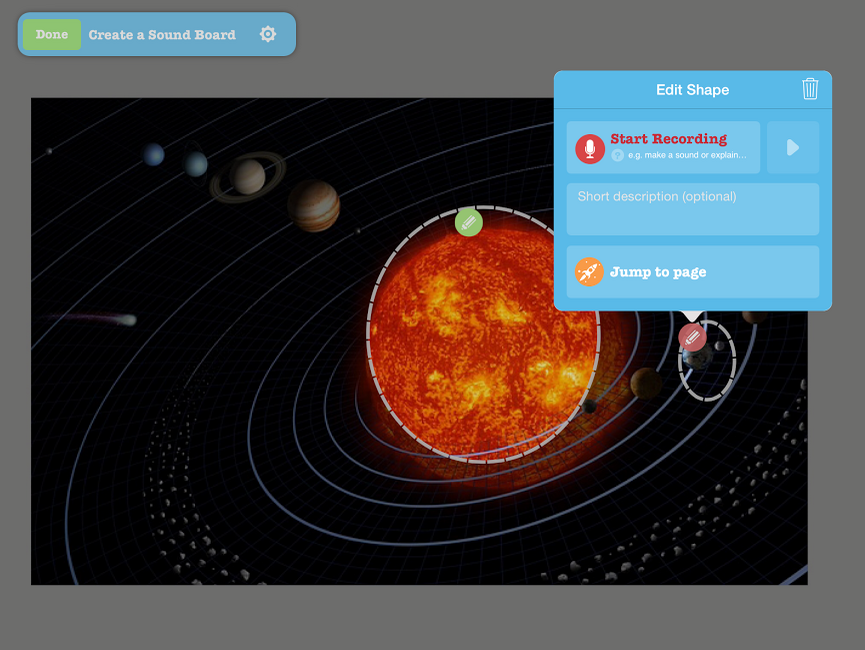 Done Create a Sound Board
Edit Shape
Start Recording
? e.g. make a sound or explain...
Short description (optional)
Jump to page